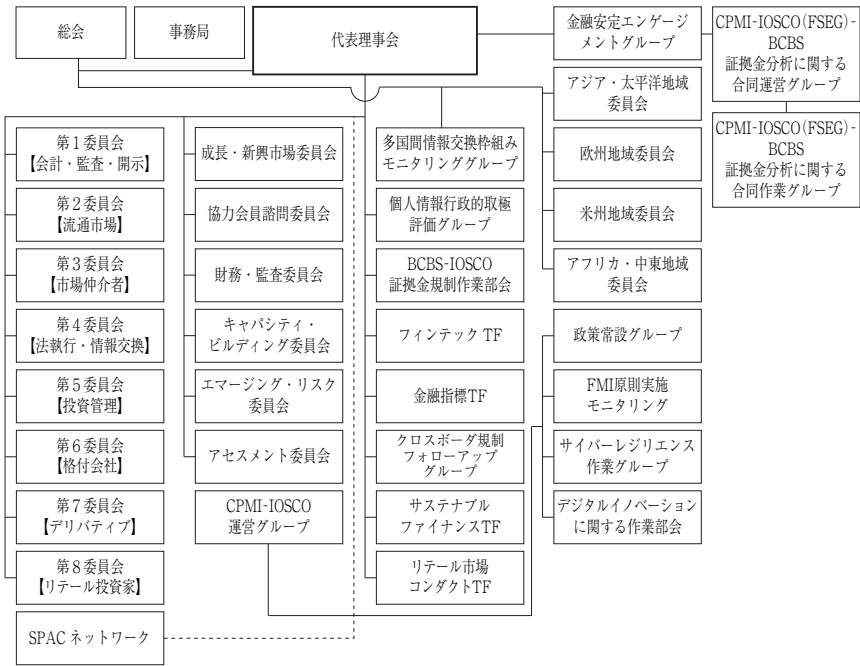 総会
事務局
代表理事会
金融安定エンゲージ
メントグループ
CPMI-IOSCO(FSEG)-
BCBS
証拠金分析に関する
合同運営グループ
CPMI-IOSCO(FSEG)-
BCBS
証拠金分析に関する
合同作業グループ
第1委員会
【会計・監査・開示】
第2委員会
【流通市場】
第3委員会
【市場仲介者】
第4委員会
【法執行・情報交換】
第5委員会
【投資管理】
第6委員会
【格付会社】
第7委員会
【デリバティブ】
第8委員会
【リテール投資家】
SPAC ネットワーク
成長・新興市場委員会
協力会員諮問委員会
財務・監査委員会
キャパシティ・
ビルディング委員会
エマージング・リスク
委員会
アセスメント委員会
CPMI-IOSCO
運営グループ
多国間情報交換枠組み
モニタリンググループ
個人情報行政的取極
評価グループ
BCBS-IOSCO
証拠金規制作業部会
フィンテック TF
金融指標TF
クロスボーダ規制
フォローアップ
グループ
サステナブル
ファイナンスTF
リテール市場
コンダクトTF
アジア・太平洋地域
委員会
欧州地域委員会
米州地域委員会
アフリカ・中東地域
委員会
政策常設グループ
FMI原則実施
モニタリング
サイバーレジリエンス
作業グループ
デジタルイノベーション
に関する作業部会